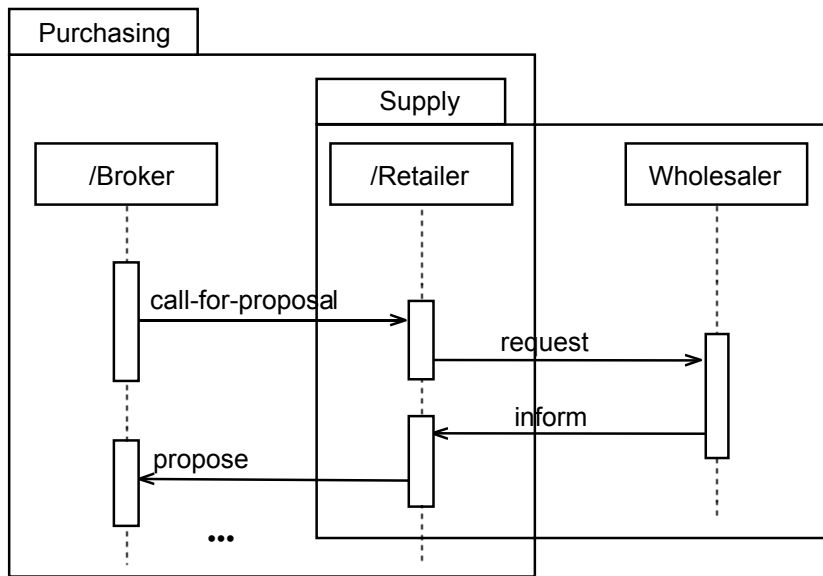 Purchasing
Supply
/Broker
/Retailer
Wholesaler
call-for-proposal
request
inform
propose
...